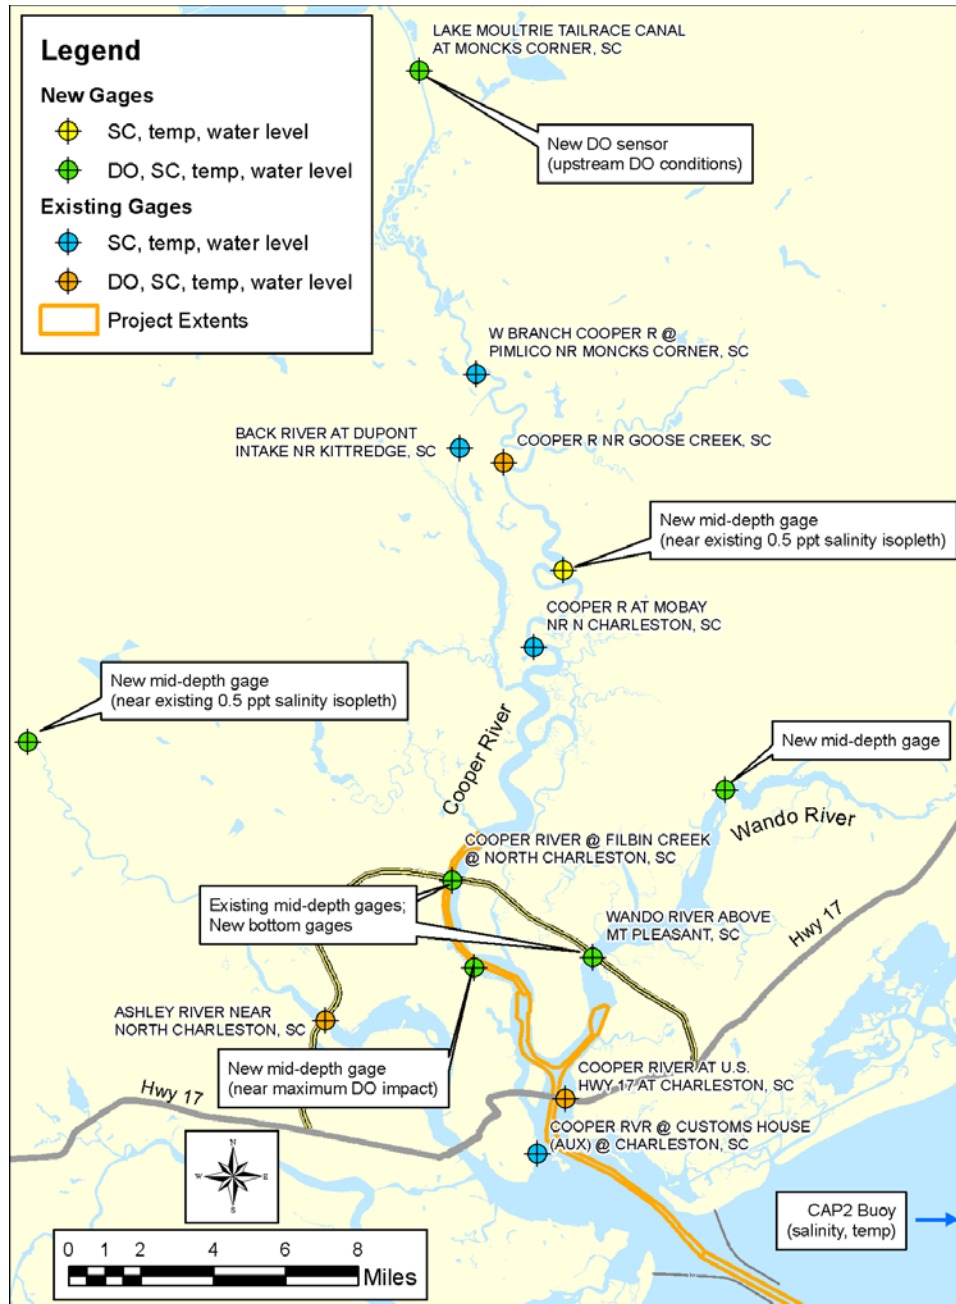 LAKE MOULTRIE TAILRACE CANAL
AT MONCKS CORNER, SC
Legend
New Gages
SC, temp, water level
DO, SC, temp, water level
Existing Gages
SC, temp, water level
DO, SC, temp, water level
Project Extents
New DO sensor
(upstream DO conditions)
W BRANCH COOPER R @
PIMLICO NR MONCKS CORNER, SC
BACK RIVER AT DUPONT
INTAKE NR KITTREDGE, SC
COOPER R NR GOOSE CREEK, SC
New mid-depth gage
(near existing 0.5 ppt salinity isopleth)
COOPER R AT MOBAY
NR N CHARLESTON, SC
New mid-depth gage
(near existing 0.5 ppt salinity isopleth)
Cooper River
New mid-depth gage
Wando River
COOPER RIVER @ FILBIN CREEK
@ NORTH CHARLESTON, SC
Existing mid-depth gages;
New bottom gages
WANDO RIVER ABOVE
MT PLEASANT, SC
Hwy 17
ASHLEY RIVER NEAR
NORTH CHARLESTON, SC
New mid-depth gage
(near maximum DO impact)
COOPER RIVER AT U.S.
HWY 17 AT CHARLESTON, SC
Hwy 17
COOPER RVR @ CUSTOMS HOUSE
(AUX) @ CHARLESTON, SC
N
W E
S
CAP2 Buoy
(salinity, temp)
0 1 2 4 6 8
Miles